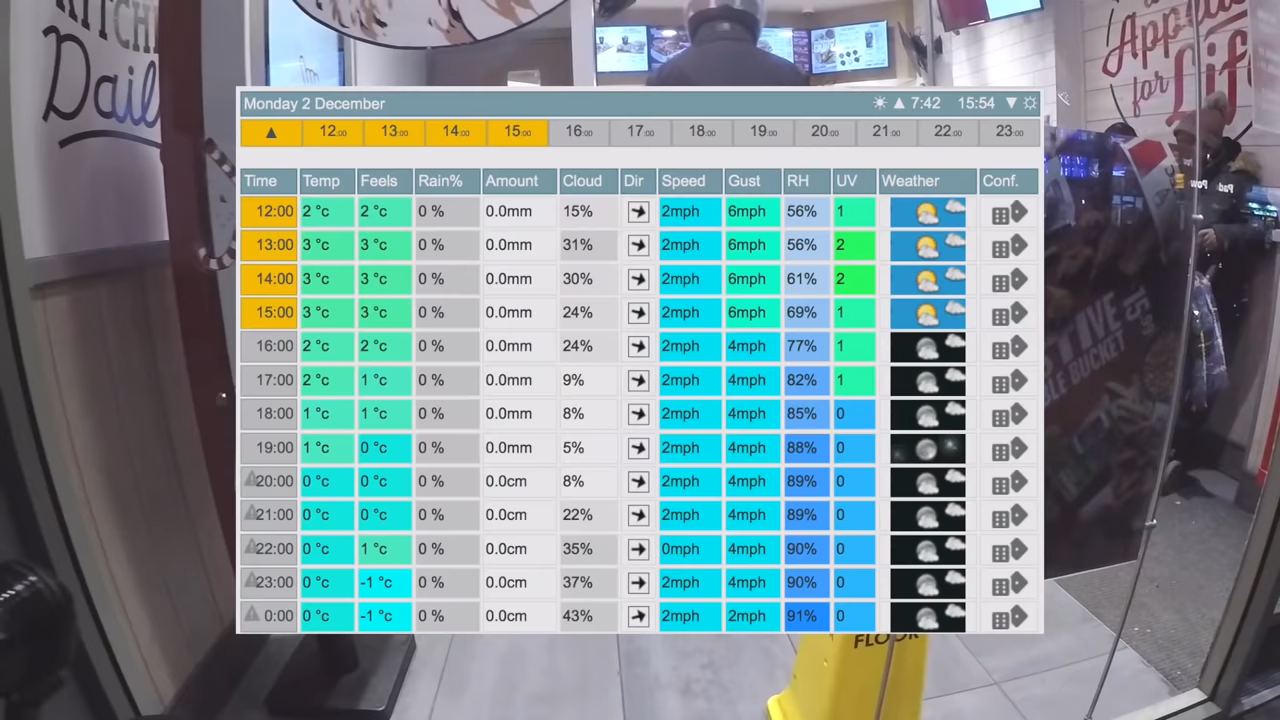 KITCH
Daily
Appetite
for Life
Monday 2 December 7:42 15:54
12:00 13:00 14:00 15:00 16:00 17:00 18:00 19:00 20:00 21:00 22:00 23:00
Time Temp Feels Rain% Amount Cloud Dir Speed Gust RH UV Weather Conf.
12:00 2 °c 2 °c 0 % 0.0mm 15% 2mph 6mph 56% 1
13:00 3 °c 3 °c 0 % 0.0mm 31% 2mph 6mph 56% 2
14:00 3 °c 3 °c 0 % 0.0mm 30% 2mph 6mph 61% 2
15:00 3 °c 3 °c 0 % 0.0mm 24% 2mph 6mph 69% 1
16:00 2 °c 2 °c 0 % 0.0mm 24% 2mph 4mph 77% 1
17:00 2 °c 1 °c 0 % 0.0mm 9% 2mph 4mph 82% 1
18:00 1 °c 1 °c 0 % 0.0mm 8% 2mph 4mph 85% 0
19:00 1 °c 0 °c 0 % 0.0mm 5% 2mph 4mph 88% 0
20:00 0 °c 0 °c 0 % 0.0cm 8% 2mph 4mph 89% 0
21:00 0 °c 0 °c 0 % 0.0cm 22% 2mph 4mph 89% 0
22:00 0 °c 1 °c 0 % 0.0cm 35% 0mph 4mph 90% 0
23:00 0 °c -1 °c 0 % 0.0cm 37% 2mph 4mph 90% 0
0:00 0 °c -1 °c 0 % 0.0cm 43% 2mph 2mph 91% 0
STIVE
BUCKET
FLOOR